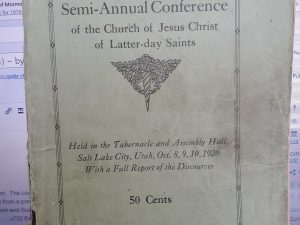 Semi-Annual Conference
of the Church of Jesus Christ
of Latter-day Saints
Held in the Tabernacle and Assembly Hall,
Salt Lake City, Utah, Oct. 8, 9, 10, 1920
With a Full Report of the Discourses
50 Cents